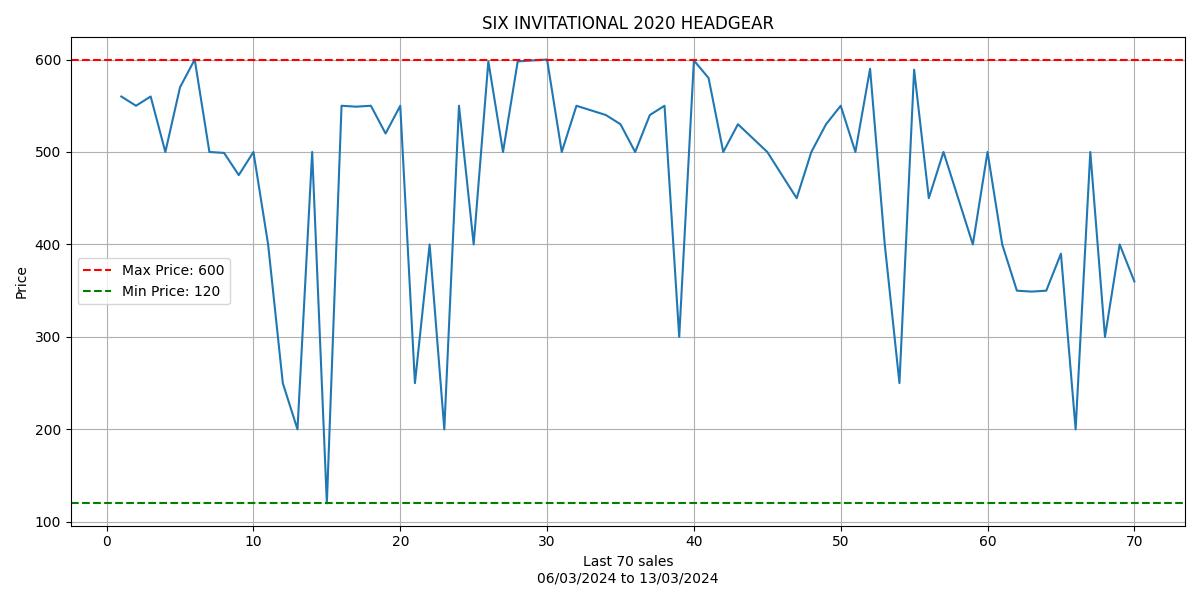 SIX INVITATIONAL 2020 HEADGEAR
Price
600
500
400
300
200
100
Max Price: 600
Min Price: 120
0 10 20 30 40 50 60 70
Last 70 sales
06/03/2024 to 13/03/2024